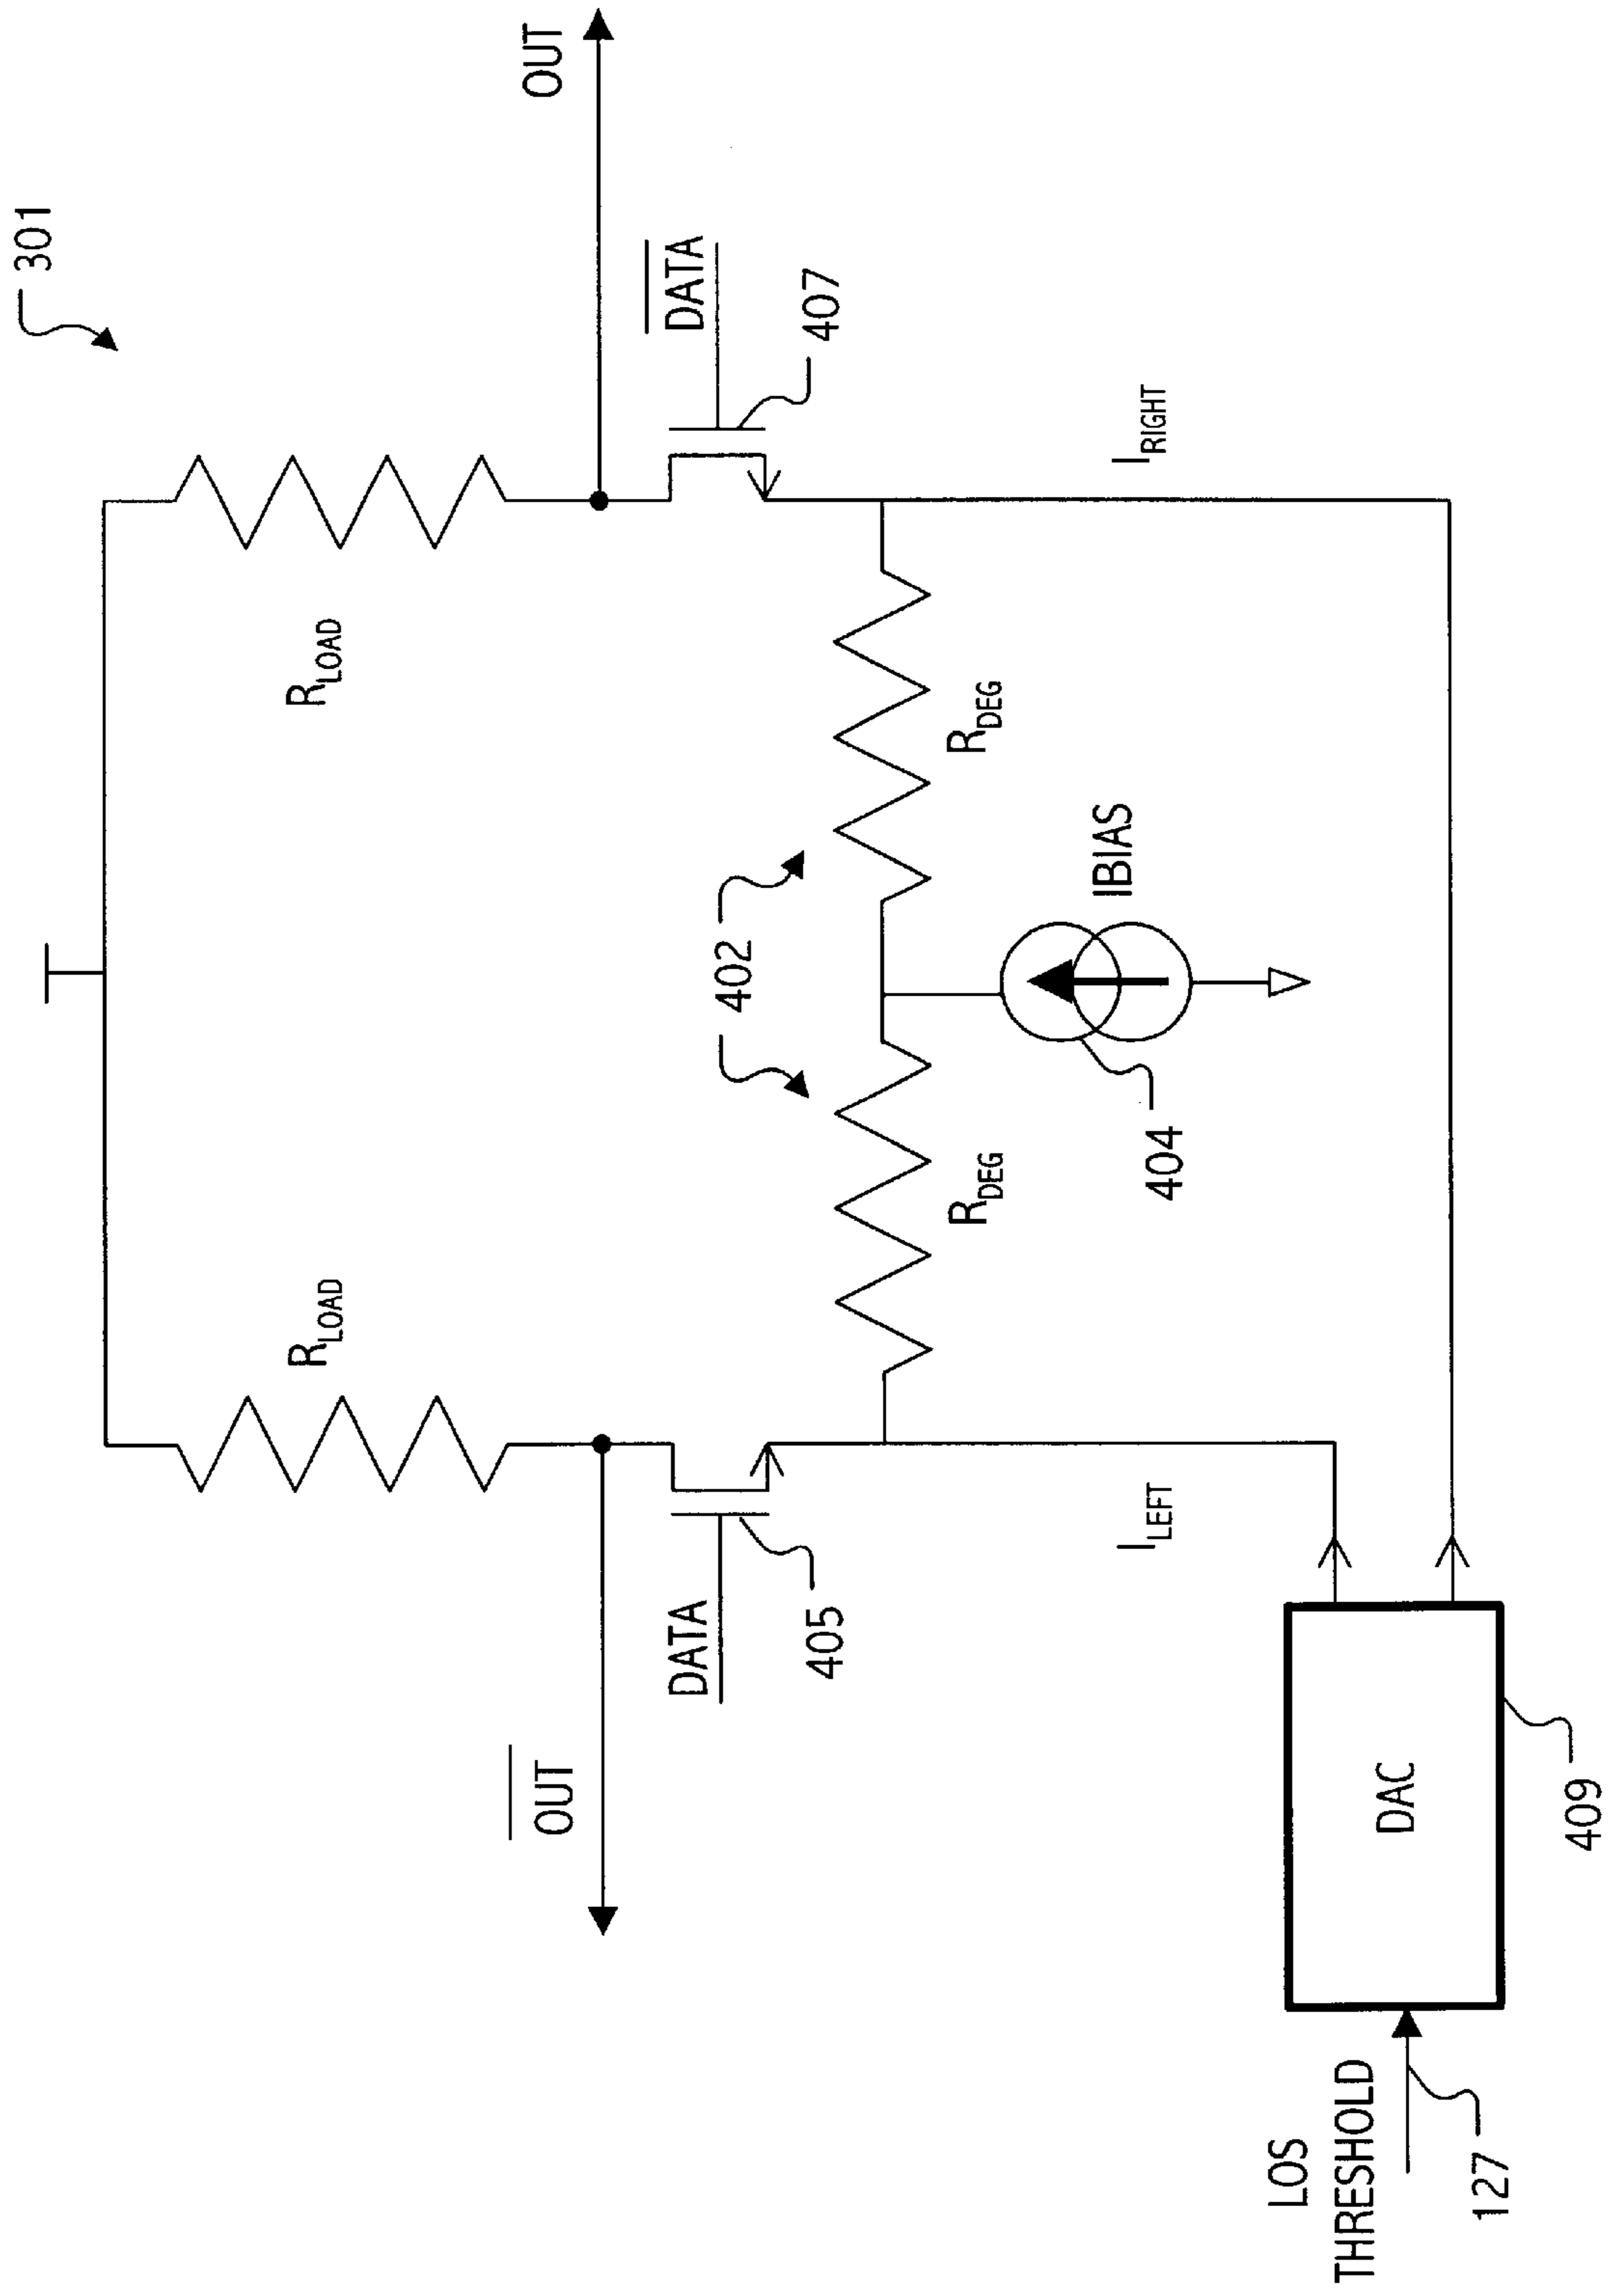 301
R_LOAD
R_LOAD
OUT
OUT
DATA
DATA
405
407
402
R_DEG
R_DEG
404
IBIAS
I_LEFT
I_RIGHT
LOS
THRESHOLD
127
DAC
409